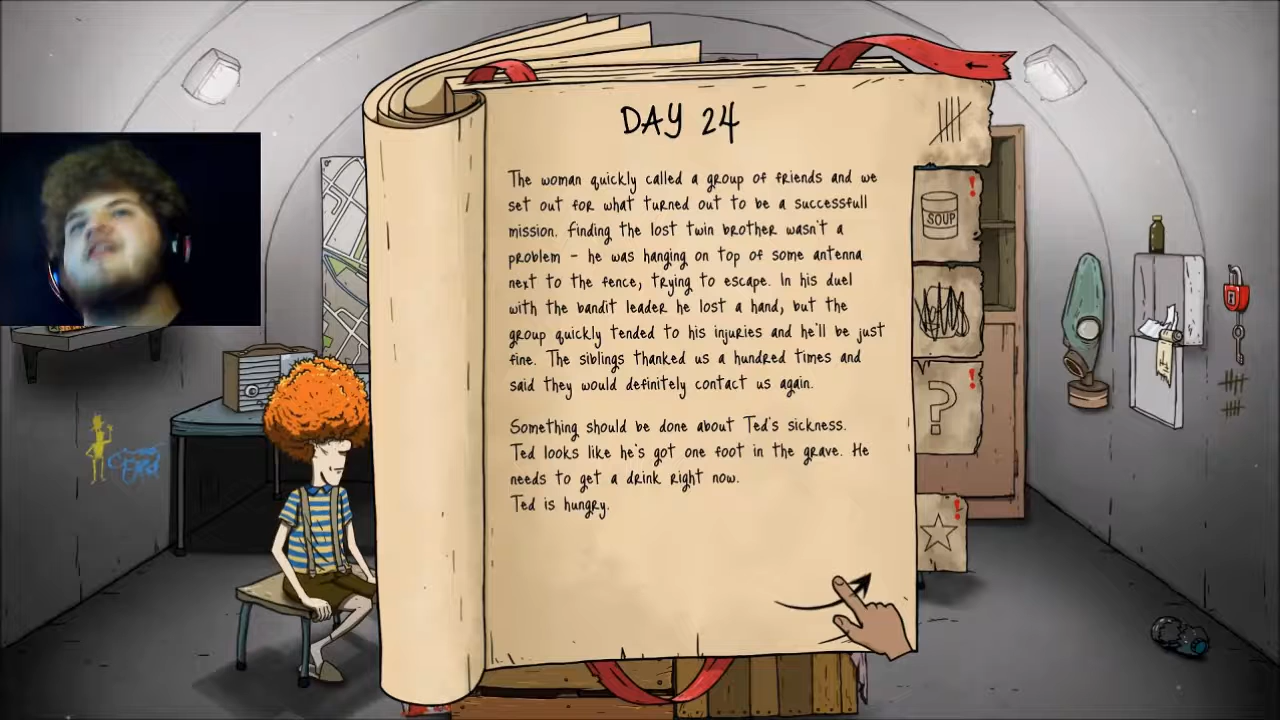 DAY 24
The woman quickly called a group of friends and we
set out for what turned out to be a successfull
mission. Finding the lost twin brother wasn't a
problem - he was hanging on top of some antenna
next to the fence, trying to escape. In his duel
with the bandit leader he lost a hand, but the
group quickly tended to his injuries and he'll be just
fine. The siblings thanked us a hundred times and
said they would definitely contact us again.
Something should be done about Ted's sickness.
Ted looks like he's got one foot in the grave. He
needs to get a drink right now.
Ted is hungry.
!
SOUP
?
!
!